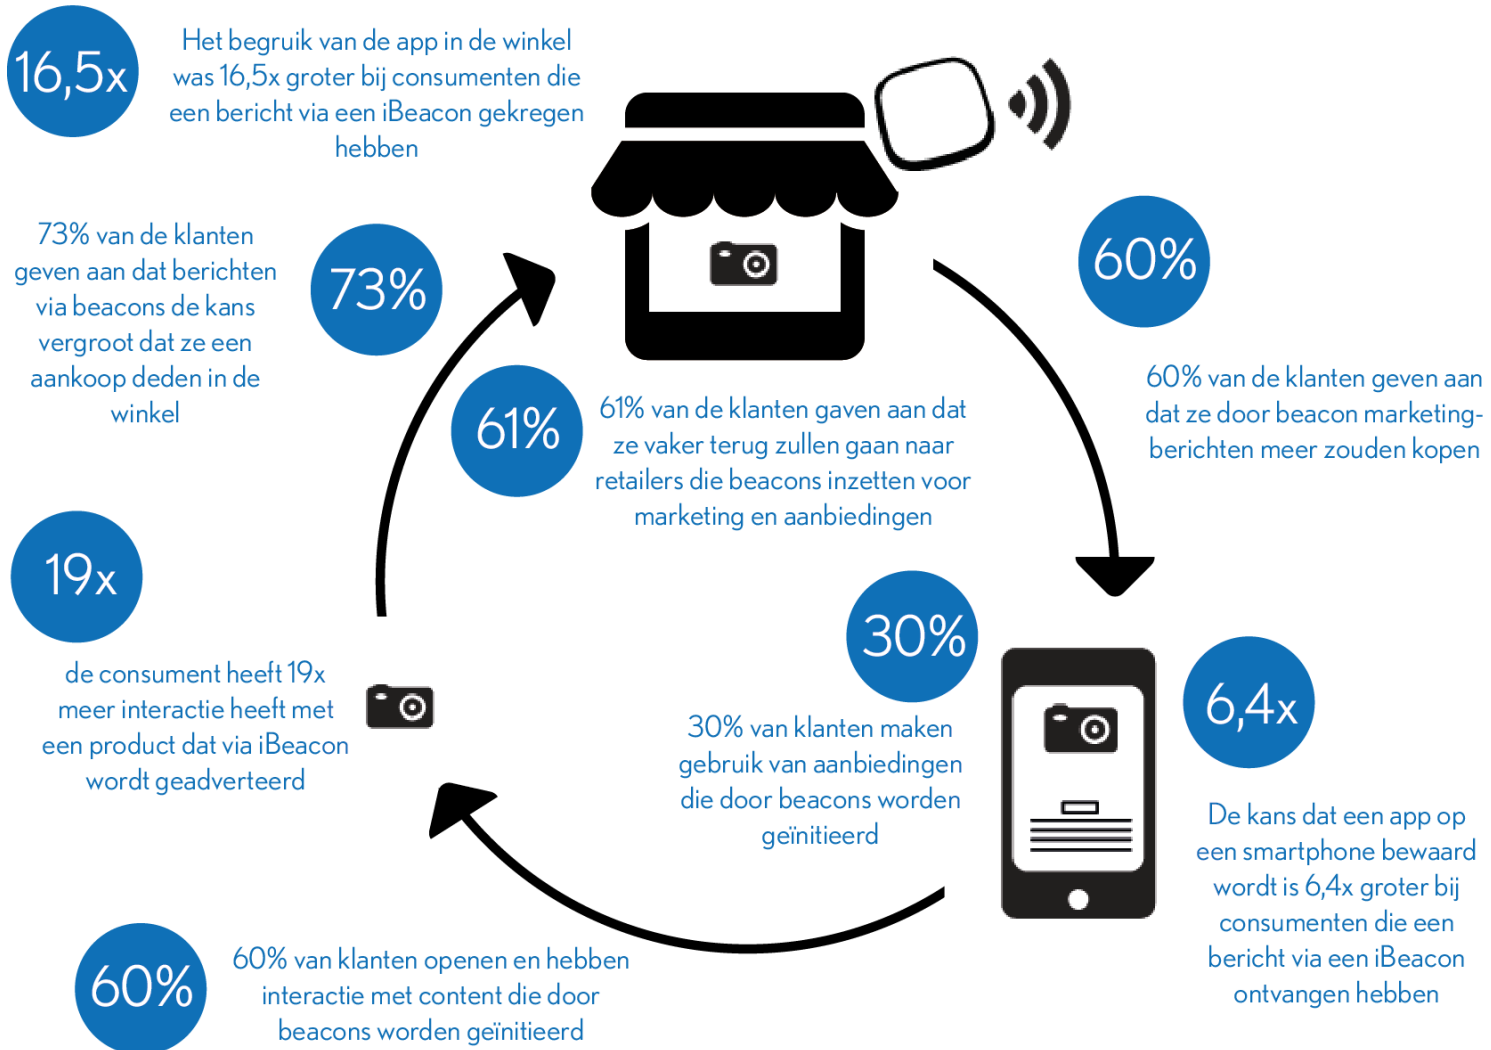 16,5x
Het begruik van de app in de winkel
was 16,5x groter bij consumenten die
een bericht via een iBeacon gekregen
hebben
73% van de klanten
geven aan dat berichten
via beacons de kans
vergroot dat ze een
aankoop deden in de
winkel
73%
60%
60% van de klanten geven aan
dat ze door beacon marketing-
berichten meer zouden kopen
61%
61% van de klanten gaven aan dat
ze vaker terug zullen gaan naar
retailers die beacons inzetten voor
marketing en aanbiedingen
19x
de consument heeft 19x
meer interactie heeft met
een product dat via iBeacon
wordt geadverteerd
30%
30% van klanten maken
gebruik van aanbiedingen
die door beacons worden
geïnitieerd
6,4x
De kans dat een app op
een smartphone bewaard
wordt is 6,4x groter bij
consumenten die een
bericht via een iBeacon
ontvangen hebben
60%
60% van klanten openen en hebben
interactie met content die door
beacons worden geïnitieerd